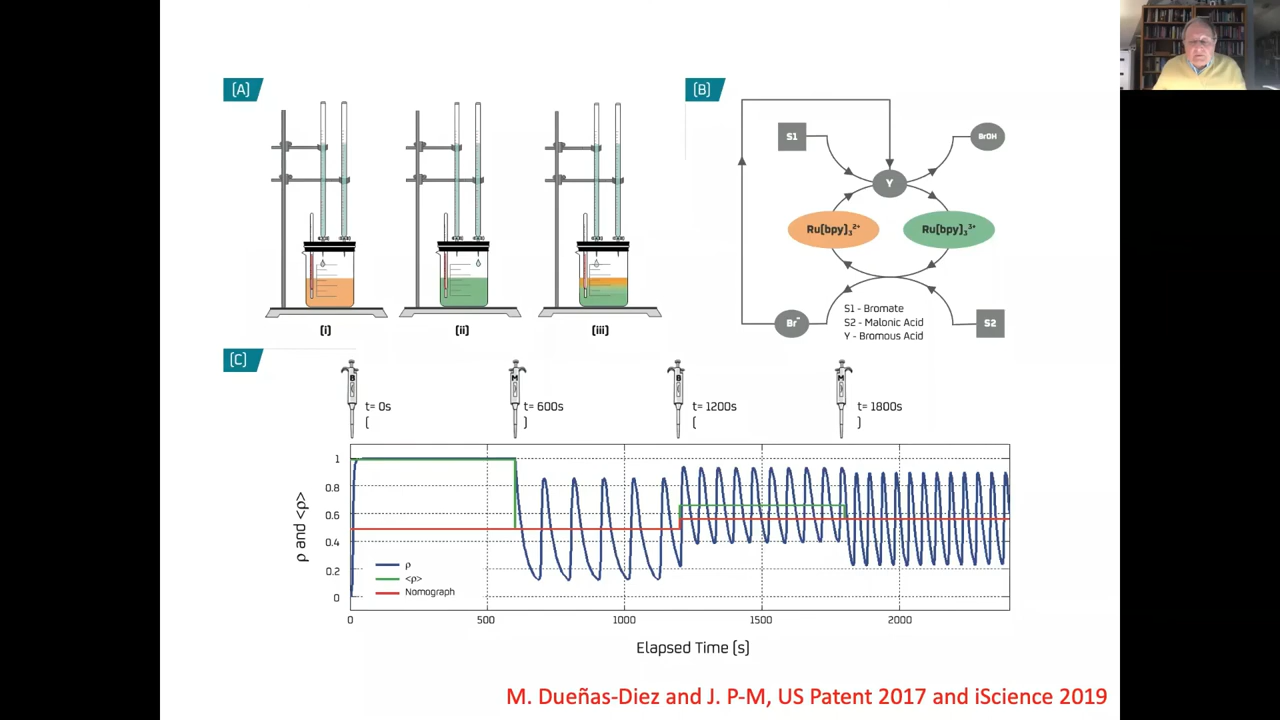 [A]
(i)
(ii)
(iii)
[B]
S1
BrOH
Y
Ru[bpy]₃²⁺
Ru[bpy]₃³⁺
Br⁻
S2
S1 - Bromate
S2 - Malonic Acid
Y - Bromous Acid
[C]
B
t= 0s
(
M
t= 600s
)
B
t= 1200s
(
M
t= 1800s
)
ρ and <ρ>
1
0.8
0.6
0.4
0.2
0
ρ
<ρ>
Nomograph
0
500
1000
1500
2000
Elapsed Time [s]
M. Dueñas-Diez and J. P-M, US Patent 2017 and iScience 2019